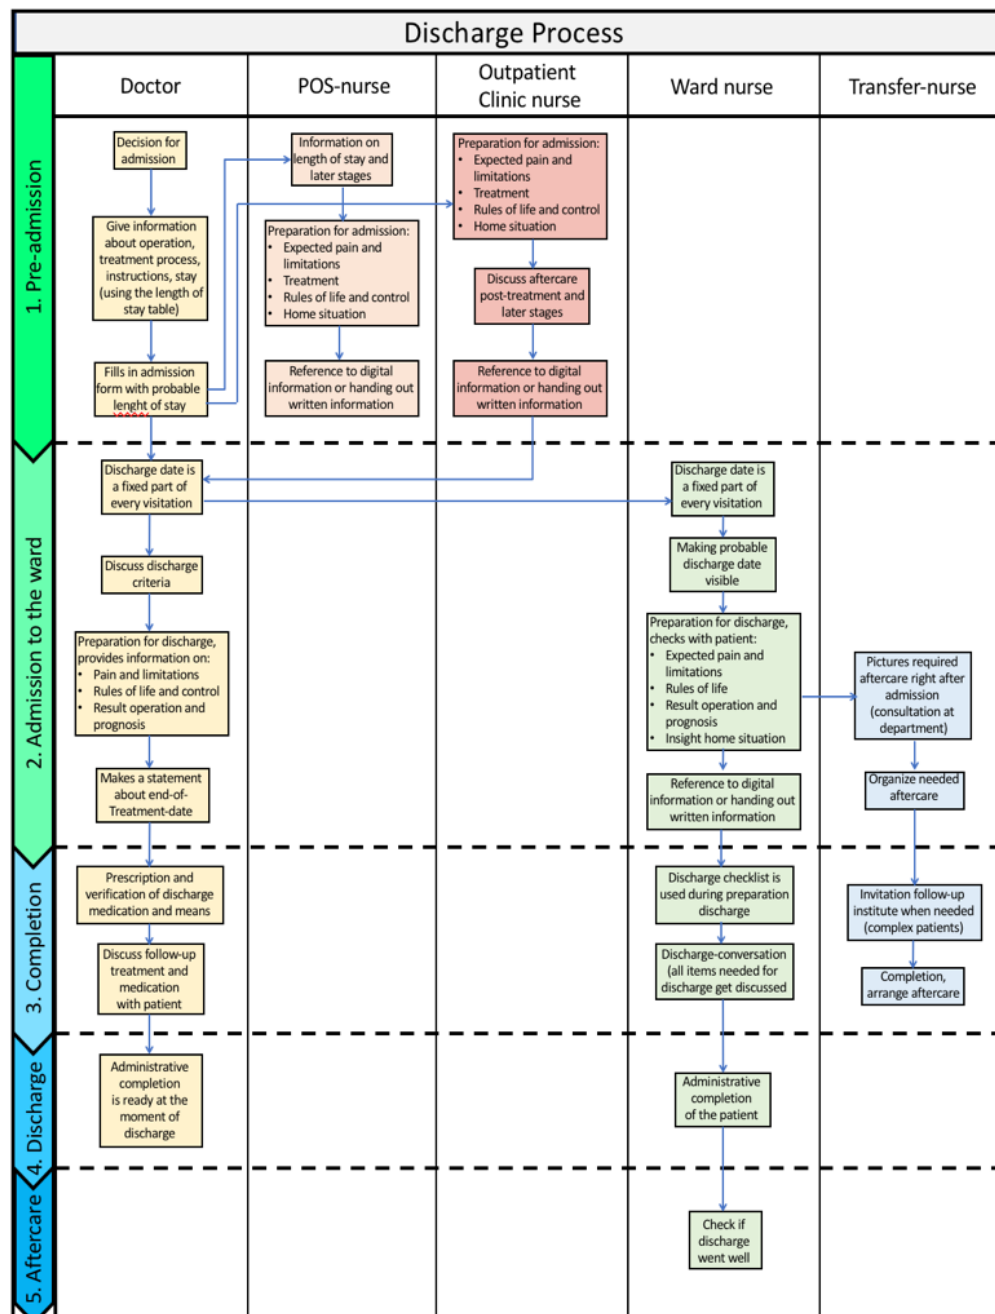 Discharge Process
Doctor
POS-nurse
Outpatient
Clinic nurse
Ward nurse
Transfer-nurse
1. Pre-admission
Decision for
admission
Give information
about operation,
treatment process,
instructions, stay
(using the length of
stay table)
Fills in admission
form with probable
lenght of stay
Information on
length of stay and
later stages
Preparation for admission:
• Expected pain and
limitations
• Treatment
• Rules of life and control
• Home situation
Reference to digital
information or handing out
written information
Preparation for admission:
• Expected pain and
limitations
• Treatment
• Rules of life and control
• Home situation
Discuss aftercare
post-treatment and
later stages
Reference to digital
information or handing out
written information
2. Admission to the ward
Discharge date is
a fixed part of
every visitation
Discuss discharge
criteria
Preparation for discharge,
provides information on:
• Pain and limitations
• Rules of life and control
• Result operation and
prognosis
Makes a statement
about end-of-
Treatment-date
Discharge date is
a fixed part of
every visitation
Making probable
discharge date
visible
Preparation for discharge,
checks with patient:
• Expected pain and
limitations
• Rules of life
• Result operation and
prognosis
• Insight home situation
Reference to digital
information or handing out
written information
Pictures required
aftercare right after
admission
(consultation at
department)
Organize needed
aftercare
3. Completion
Prescription and
verification of discharge
medication and means
Discuss follow-up
treatment and
medication
with patient
Discharge checklist is
used during preparation
discharge
Discharge-conversation
(all items needed for
discharge get discussed
Invitation follow-up
institute when needed
(complex patients)
Completion,
arrange aftercare
4. Discharge
Administrative
completion
is ready at the
moment of
discharge
Administrative
completion
of the patient
5. Aftercare
Check if
discharge
went well